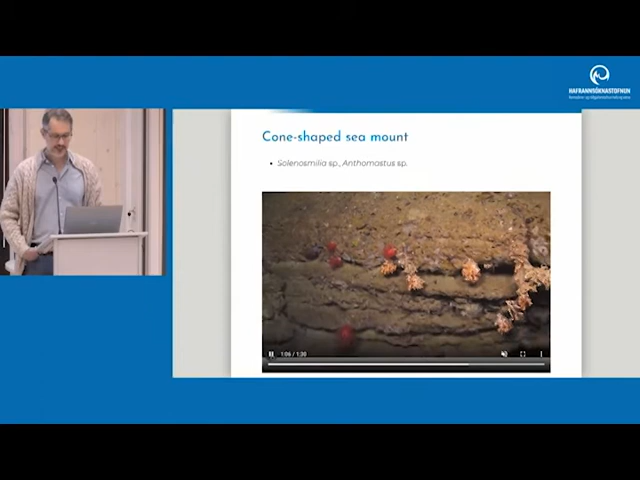 HAFRANNSÓKNASTOFNUN
Cone-shaped sea mount
• Solenosmilia sp., Anthomastus sp.
1:06 / 1:30